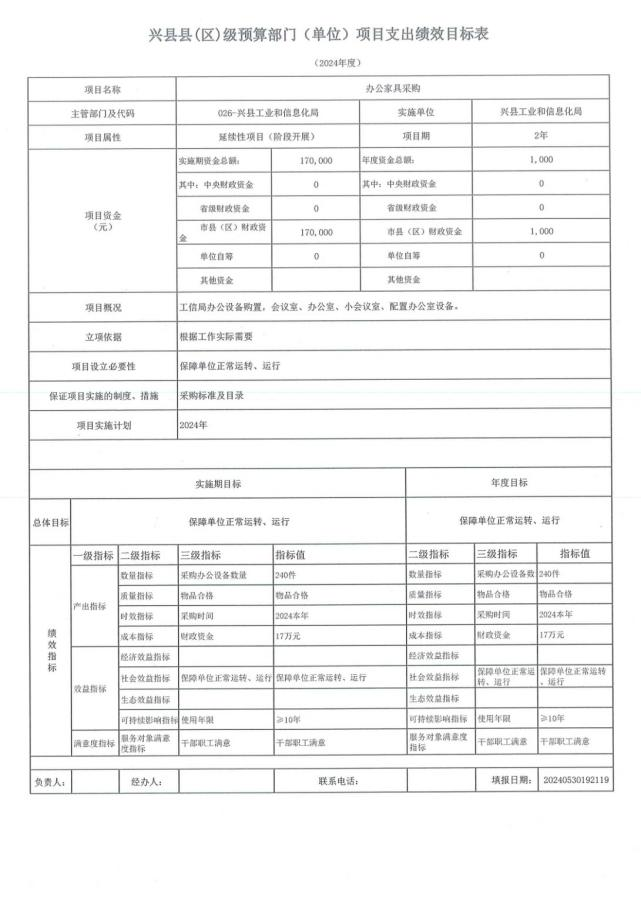 兴县县(区)级预算部门（单位）项目支出绩效目标表
（2024年度）
项目名称 办公家具采购
主管部门及代码 026-兴县工业和信息化局 实施单位 兴县工业和信息化局
项目属性 延续性项目（阶段开展） 项目期 2年
项目资金
（元）
实施期资金总额: 170,000 年度资金总额: 1,000
其中: 中央财政资金 0 其中: 中央财政资金 0
省级财政资金 0 省级财政资金 0
市县（区）财政资金 170,000 市县（区）财政资金 1,000
单位自筹 0 单位自筹 0
其他资金 其他资金
项目概况 工信局办公设备购置，会议室、办公室、小会议室、配置办公室设备。
立项依据 根据工作实际需要
项目设立必要性 保障单位正常运转、运行
保证项目实施的制度、措施 采购标准及目录
项目实施计划 2024年
实施期目标 年度目标
总体目标 保障单位正常运转、运行 保障单位正常运转、运行
绩效指标
一级指标 二级指标 三级指标 指标值 二级指标 三级指标 指标值
产出指标
数量指标 采购办公设备数量 240件 数量指标 采购办公设备数 240件
质量指标 物品合格 物品合格 质量指标 物品合格 物品合格
时效指标 采购时间 2024本年 时效指标 采购时间 2024本年
成本指标 财政资金 17万元 成本指标 财政资金 17万元
效益指标
经济效益指标 经济效益指标
社会效益指标 保障单位正常运转、运行 保障单位正常运转、运行 社会效益指标 保障单位正常运转、运行 保障单位正常运转、运行
生态效益指标 生态效益指标
可持续影响指标 使用年限 ≥10年 可持续影响指标 使用年限 ≥10年
满意度指标 服务对象满意度指标 干部职工满意 干部职工满意 服务对象满意度指标 干部职工满意 干部职工满意
负责人: 经办人: 联系电话: 填报日期: 20240530192119